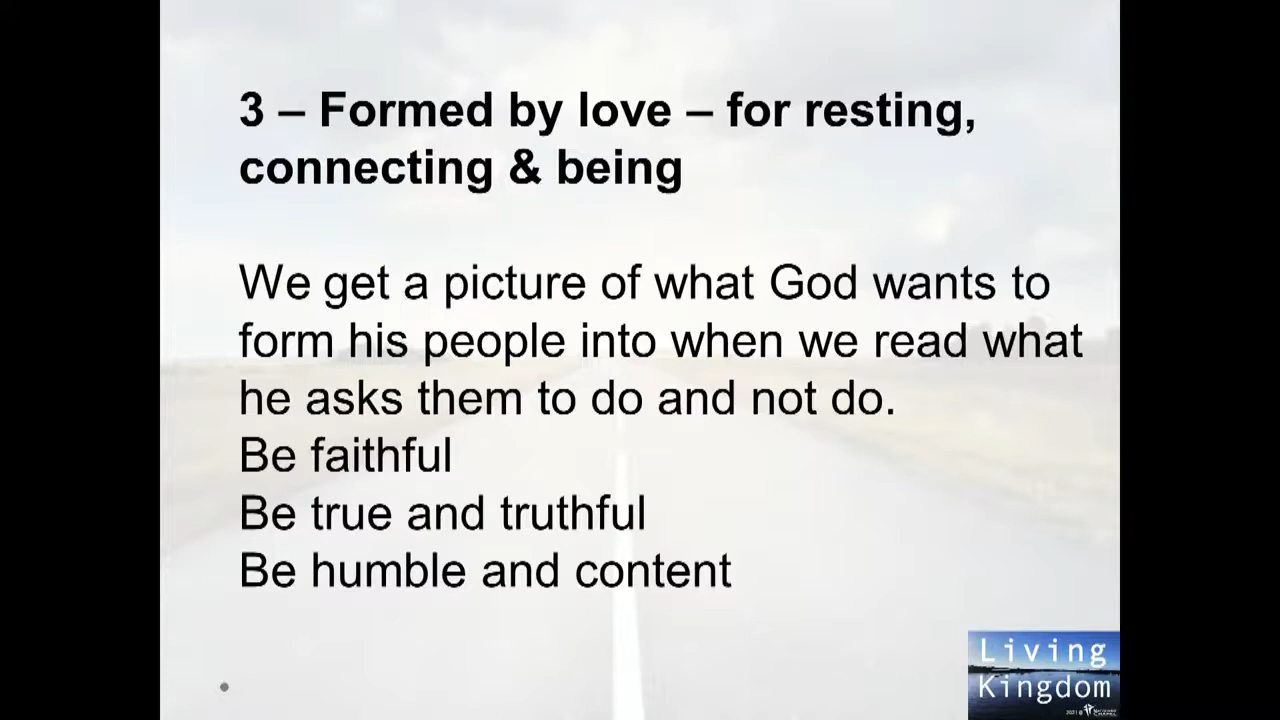 3 – Formed by love – for resting,
connecting & being
We get a picture of what God wants to
form his people into when we read what
he asks them to do and not do.
Be faithful
Be true and truthful
Be humble and content
Living
Kingdom
2021 @